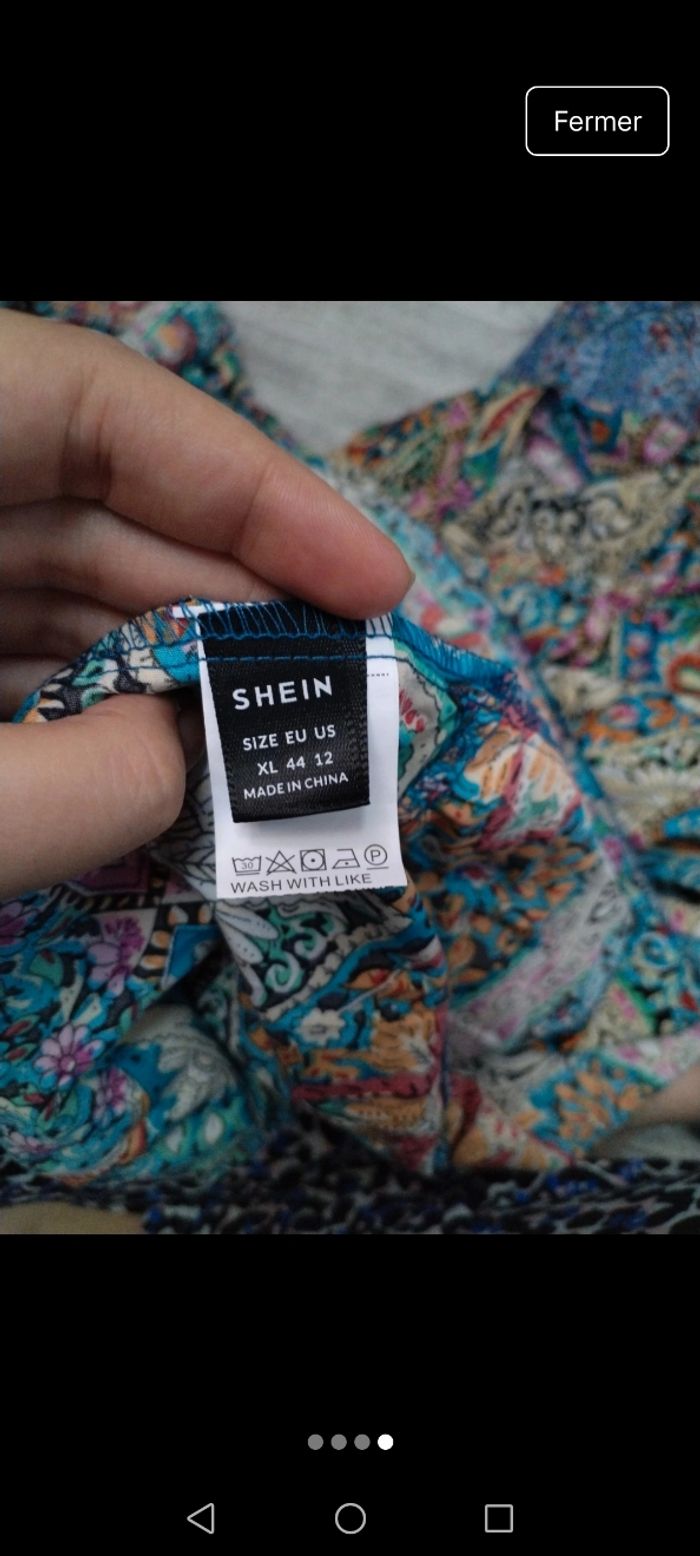 Fermer
SHEIN
SIZE EU US
XL 44 12
MADE IN CHINA
30
P
WASH WITH LIKE